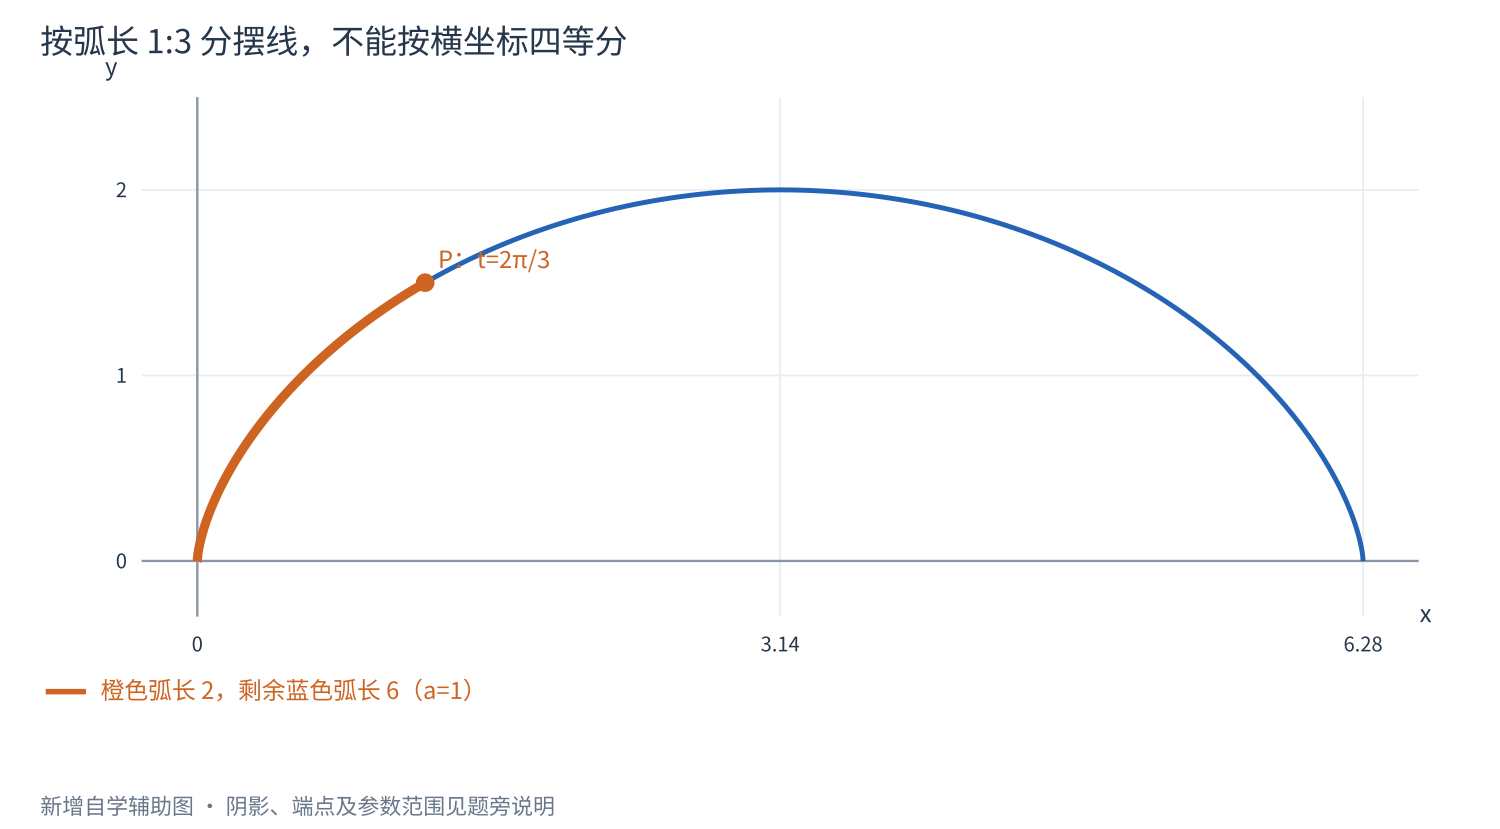 按弧长 1:3 分摆线，不能按横坐标四等分
y
2
P：t=2π/3
1
0
x
0 3.14 6.28
橙色弧长 2，剩余蓝色弧长 6（a=1）
新增自学辅助图 · 阴影、端点及参数范围见题旁说明